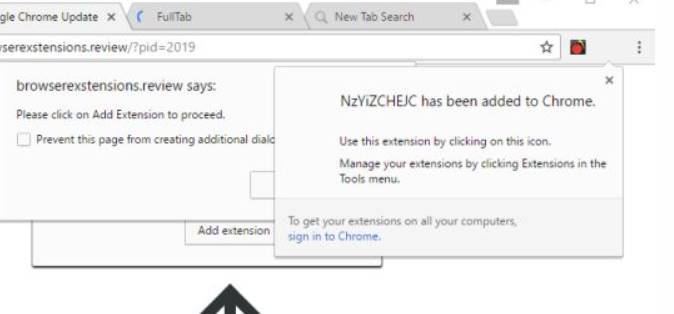 gle Chrome Update
FullTab
New Tab Search
serexstensions.review/?pid=2019
browserexstensions.review says:
Please click on Add Extension to proceed.
Prevent this page from creating additional dialo
Add extension
NzYiZCHEJC has been added to Chrome.
Use this extension by clicking on this icon.
Manage your extensions by clicking Extensions in the
Tools menu.
To get your extensions on all your computers,
sign in to Chrome.